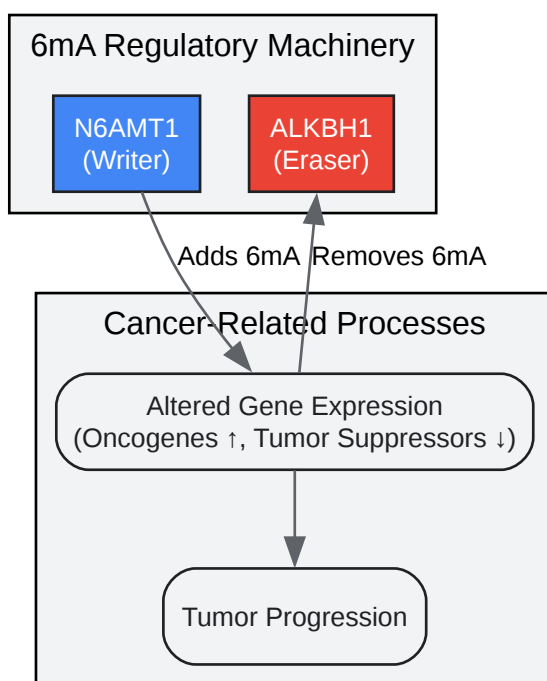 6mA Regulatory Machinery
N6AMT1
(Writer)
ALKBH1
(Eraser)
Adds 6mA
Removes 6mA
Cancer-Related Processes
Altered Gene Expression
(Oncogenes ↑, Tumor Suppressors ↓)
Tumor Progression